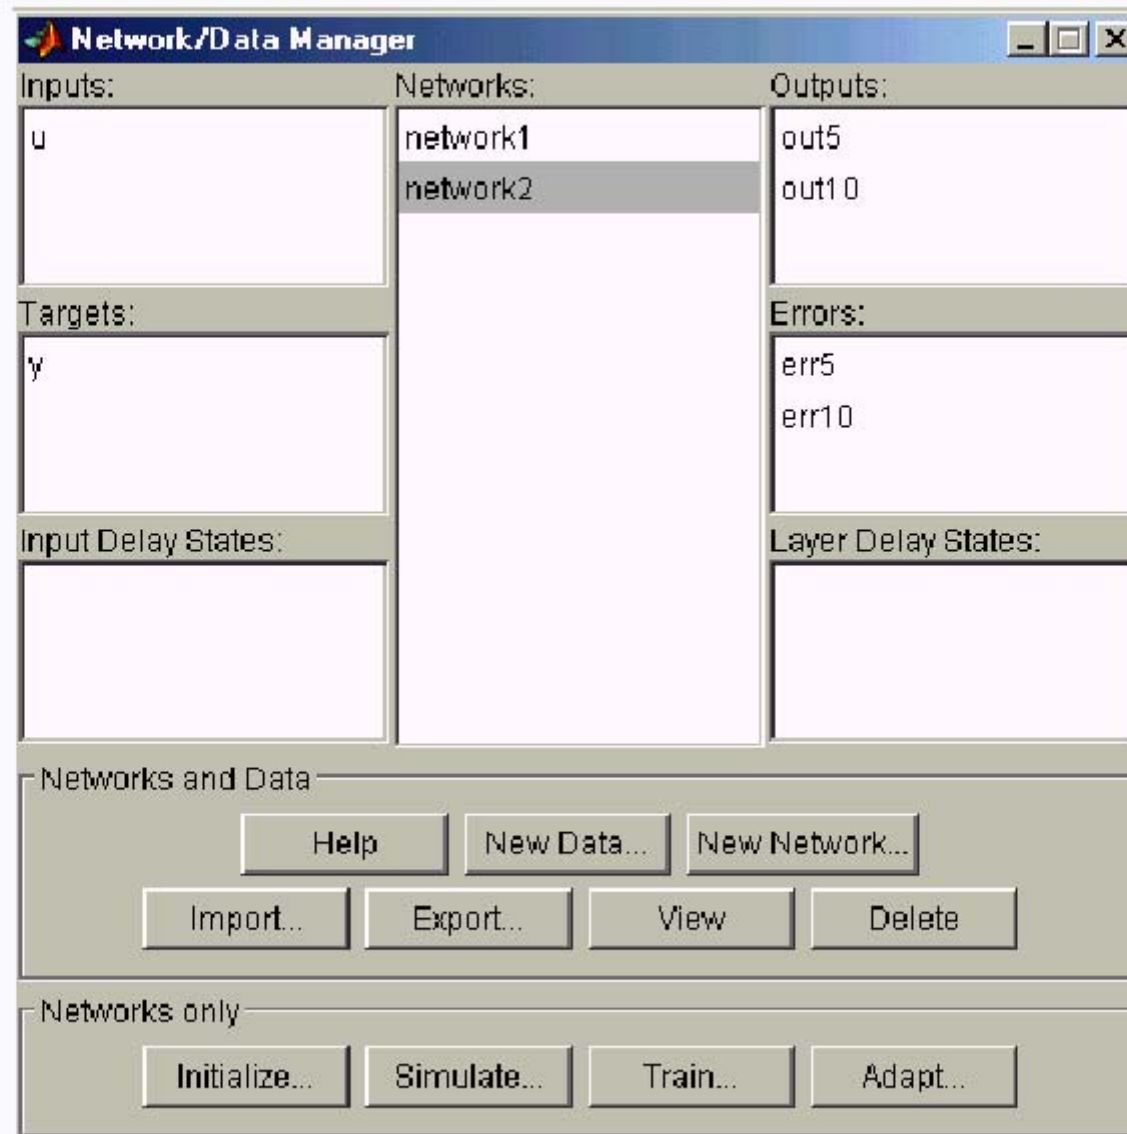 Network/Data Manager
Inputs:
u
Networks:
network1
network2
Outputs:
out5
out10
Targets:
y
Errors:
err5
err10
Input Delay States:
Layer Delay States:
Networks and Data
Help
New Data...
New Network...
Import...
Export...
View
Delete
Networks only
Initialize...
Simulate...
Train...
Adapt...